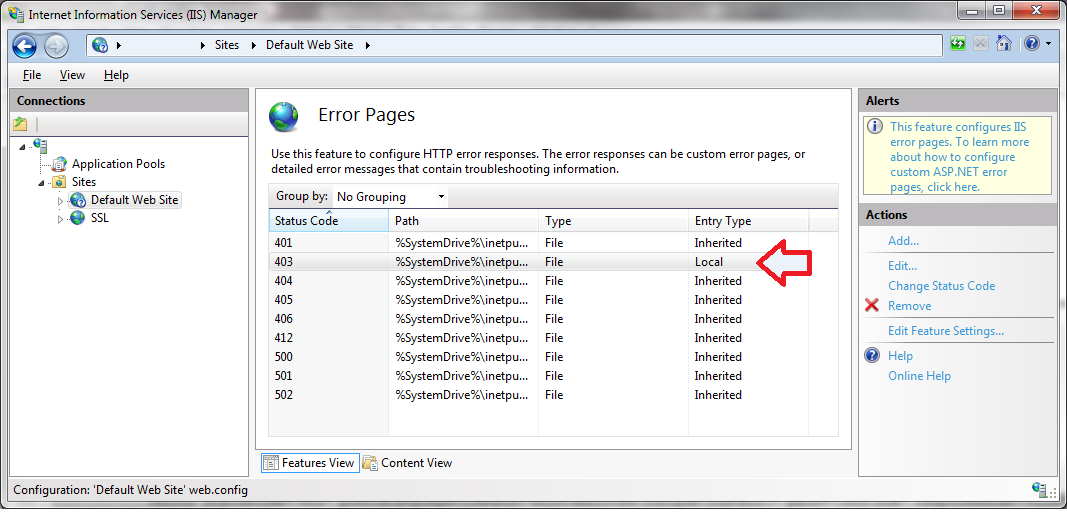 Internet Information Services (IIS) Manager
Sites Default Web Site
File View Help
Connections
Application Pools
Sites
Default Web Site
SSL
Error Pages
Use this feature to configure HTTP error responses. The error responses can be custom error pages, or
detailed error messages that contain troubleshooting information.
Group by: No Grouping
Status Code Path Type Entry Type
401 %SystemDrive%\inetpu... File Inherited
403 %SystemDrive%\inetpu... File Local
404 %SystemDrive%\inetpu... File Inherited
405 %SystemDrive%\inetpu... File Inherited
406 %SystemDrive%\inetpu... File Inherited
412 %SystemDrive%\inetpu... File Inherited
500 %SystemDrive%\inetpu... File Inherited
501 %SystemDrive%\inetpu... File Inherited
502 %SystemDrive%\inetpu... File Inherited
Features View Content View
Alerts
This feature configures IIS
error pages. To learn more
about how to configure
custom ASP.NET error
pages, click here.
Actions
Add...
Edit...
Change Status Code
Remove
Edit Feature Settings...
Help
Online Help
Configuration: 'Default Web Site' web.config